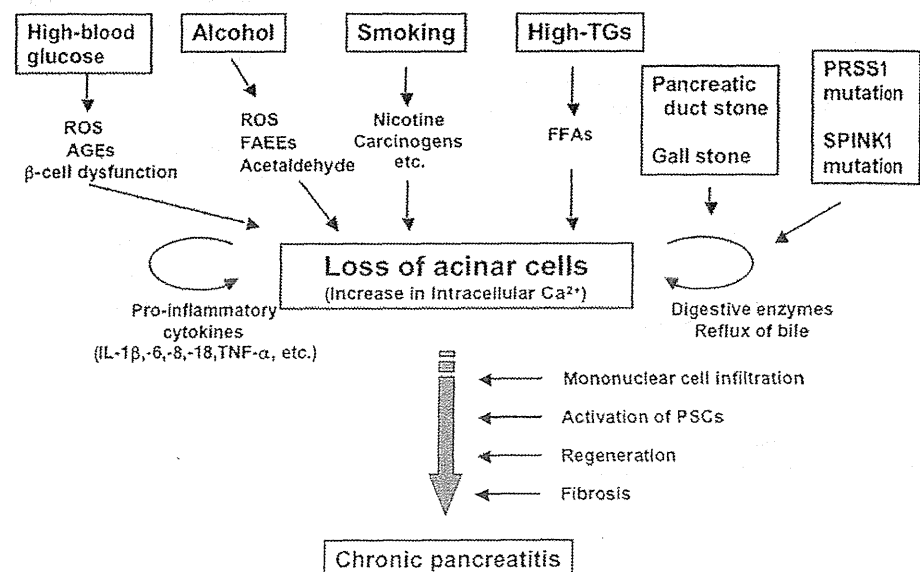 High-blood
glucose
Alcohol
Smoking
High-TGs
Pancreatic
duct stone
Gall stone
PRSS1
mutation
SPINK1
mutation
ROS
AGEs
β-cell dysfunction
ROS
FAEEs
Acetaldehyde
Nicotine
Carcinogens
etc.
FFAs
Loss of acinar cells
(Increase in Intracellular Ca²⁺)
Pro-inflammatory
cytokines
(IL-1β,-6,-8,-18,TNF-α, etc.)
Digestive enzymes
Reflux of bile
Mononuclear cell infiltration
Activation of PSCs
Regeneration
Fibrosis
Chronic pancreatitis